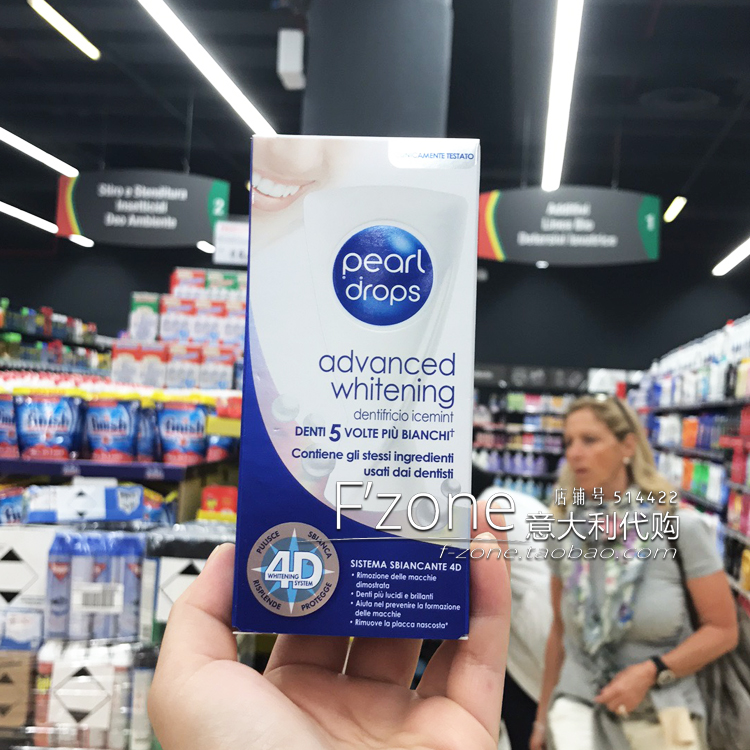 Stiro e Stenditura
Insetticidi
Deo Ambiente
2
Additivi
Linea Bio
Detersivi lavatrice
1
CAMENTE TESTATO
pearl
drops
advanced
whitening
dentifricio icemint
DENTI 5 VOLTE PIÙ BIANCHI†
Contiene gli stessi ingredienti
usati dai dentisti
finish
finish
F'zone
店铺号 514422
意大利代购
f-zone.taobao.com
PULISCE
SBIANCA
RISPLENDE
PROTEGGE
4D
WHITENING
SYSTEM
SISTEMA SBIANCANTE 4D
• Rimozione delle macchie
dimostrata
• Denti più lucidi e brillanti
• Aiuta nel prevenire la formazione
delle macchie
• Rimuove la placca nascosta*